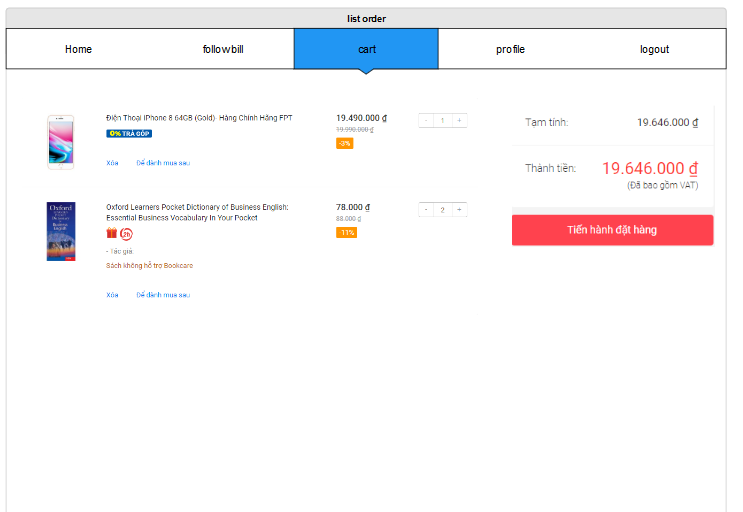 list order
Home
followbill
cart
profile
logout
Điện Thoại iPhone 8 64GB (Gold) Hàng Chính Hãng FPT
0% TRẢ GÓP
Xóa
Để dành mua sau
19.490.000 ₫
19.990.000 ₫
-3%
- 1 +
Oxford Learners Pocket Dictionary of Business English:
Essential Business Vocabulary in Your Pocket
2h
- Tác giả:
Sách không hỗ trợ Bookcare
Xóa
Để dành mua sau
78.000 ₫
88.000 ₫
-11%
- 2 +
Tạm tính:
19.646.000 ₫
Thành tiền:
19.646.000 ₫
(Đã bao gồm VAT)
Tiến hành đặt hàng
Oxford